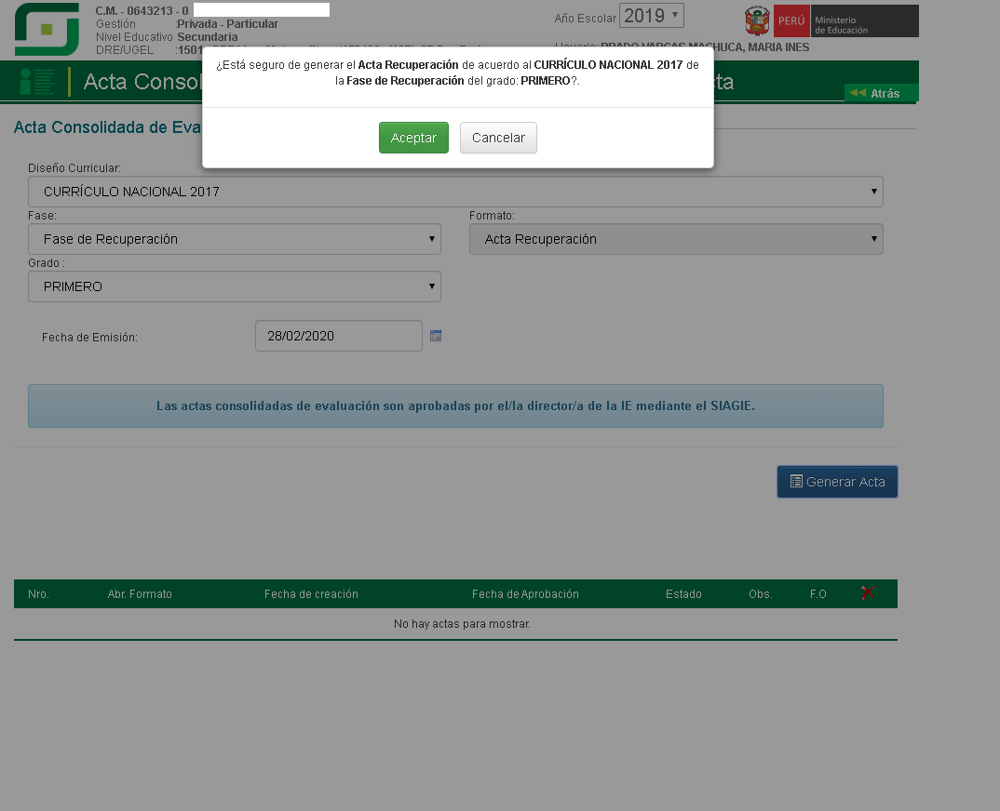 C.M. - 0643213 - 0
Gestión :Privada - Particular
Nivel Educativo Secundaria
DRE/UGEL :1501
Año Escolar 2019
PERÚ Ministerio
de Educación
Usuario: PRADO VARGAS MACHUCA, MARIA INES
Acta Consol
ta
Atrás
¿Está seguro de generar el Acta Recuperación de acuerdo al CURRÍCULO NACIONAL 2017 de
la Fase de Recuperación del grado: PRIMERO?.
Aceptar Cancelar
Acta Consolidada de Eva
Diseño Curricular:
CURRÍCULO NACIONAL 2017
Fase: Formato:
Fase de Recuperación Acta Recuperación
Grado :
PRIMERO
Fecha de Emisión: 28/02/2020
Las actas consolidadas de evaluación son aprobadas por el/la director/a de la IE mediante el SIAGIE.
Generar Acta
Nro. Abr. Formato Fecha de creación Fecha de Aprobación Estado Obs. F.O
No hay actas para mostrar.